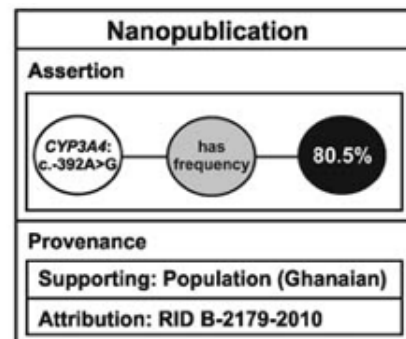 Nanopublication
Assertion
CYP3A4:
c.-392A>G
has
frequency
80.5%
Provenance
Supporting: Population (Ghanaian)
Attribution: RID B-2179-2010